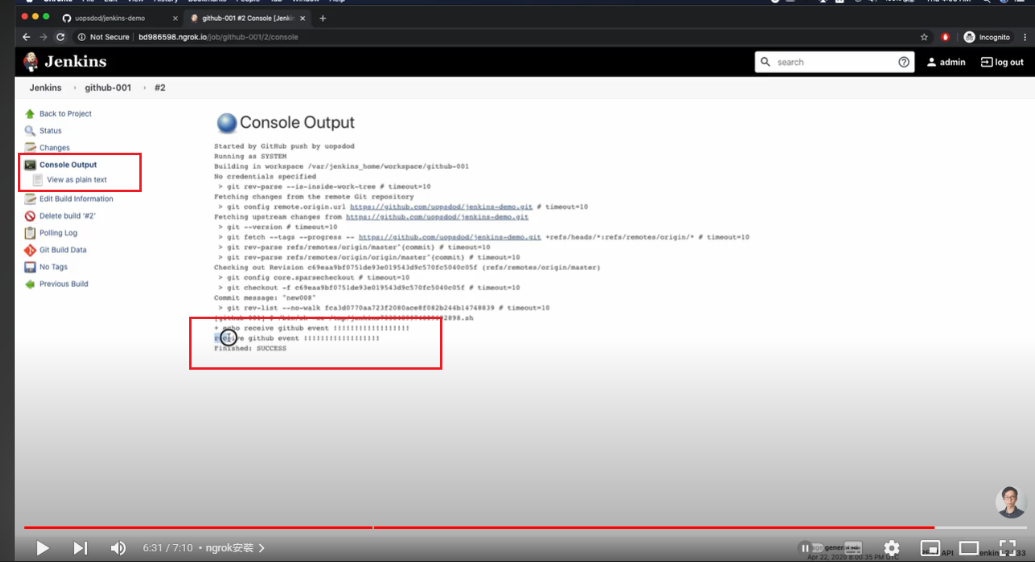 uopsdod/jenkins-demo
github-001 #2 Console [Jenk
Not Secure
bd986598.ngrok.io/job/github-001/2/console
Incognito
Jenkins
search
admin
log out
Jenkins
github-001
#2
Back to Project
Status
Changes
Console Output
View as plain text
Edit Build Information
Delete build '#2'
Polling Log
Git Build Data
No Tags
Previous Build
Console Output
Started by GitHub push by uopsdod
Running as SYSTEM
Building in workspace /var/jenkins_home/workspace/github-001
No credentials specified
> git rev-parse --is-inside-work-tree # timeout=10
Fetching changes from the remote Git repository
> git config remote.origin.url https://github.com/uopsdod/jenkins-demo.git # timeout=10
Fetching upstream changes from https://github.com/uopsdod/jenkins-demo.git
> git --version # timeout=10
> git fetch --tags --progress -- https://github.com/uopsdod/jenkins-demo.git +refs/heads/*:refs/remotes/origin/* # timeout=10
> git rev-parse refs/remotes/origin/master^{commit} # timeout=10
> git rev-parse refs/remotes/origin/master^{commit} # timeout=10
Checking out Revision c69eaa9bf0751de93e019543d9c570fc5040c05f (refs/remotes/origin/master)
> git config core.sparsecheckout # timeout=10
> git checkout -f c69eaa9bf0751de93e019543d9c570fc5040c05f # timeout=10
Commit message: "new008"
> git rev-list --no-walk fca3d0770aa723f2080ace8f082b244b14748839 # timeout=10
+ echo receive github event !!!!!!!!!!!!!!!!!!
github event !!!!!!!!!!!!!!!!!!
Finished: SUCCESS
6:31 / 7:10 • ngrok安裝